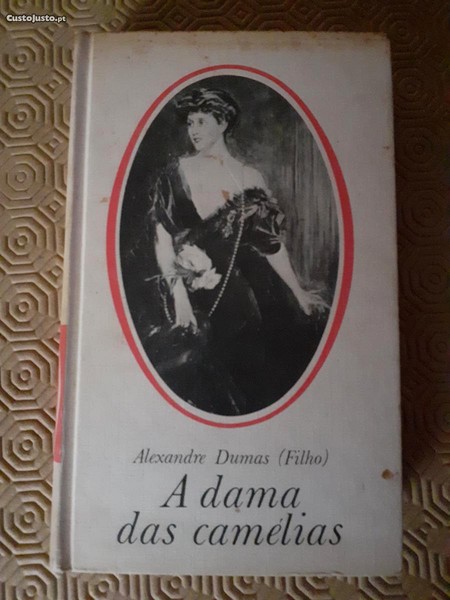 CustoJusto.pt
Alexandre Dumas (Filho)
A dama
das camélias